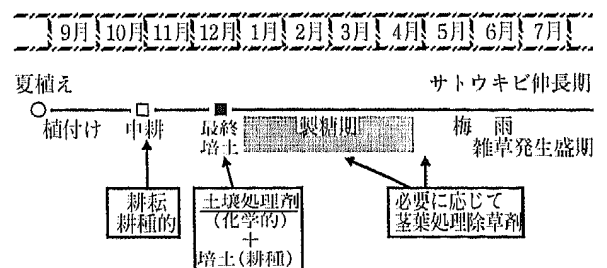 9月 10月 11月 12月 1月 2月 3月 4月 5月 6月 7月
夏植え サトウキビ伸長期
植付け 中耕 最終培土 製糖期 梅雨
雑草発生盛期
耕耘
耕種的
土壌処理剤
(化学的)
+
培土(耕種)
必要に応じて
茎葉処理除草剤